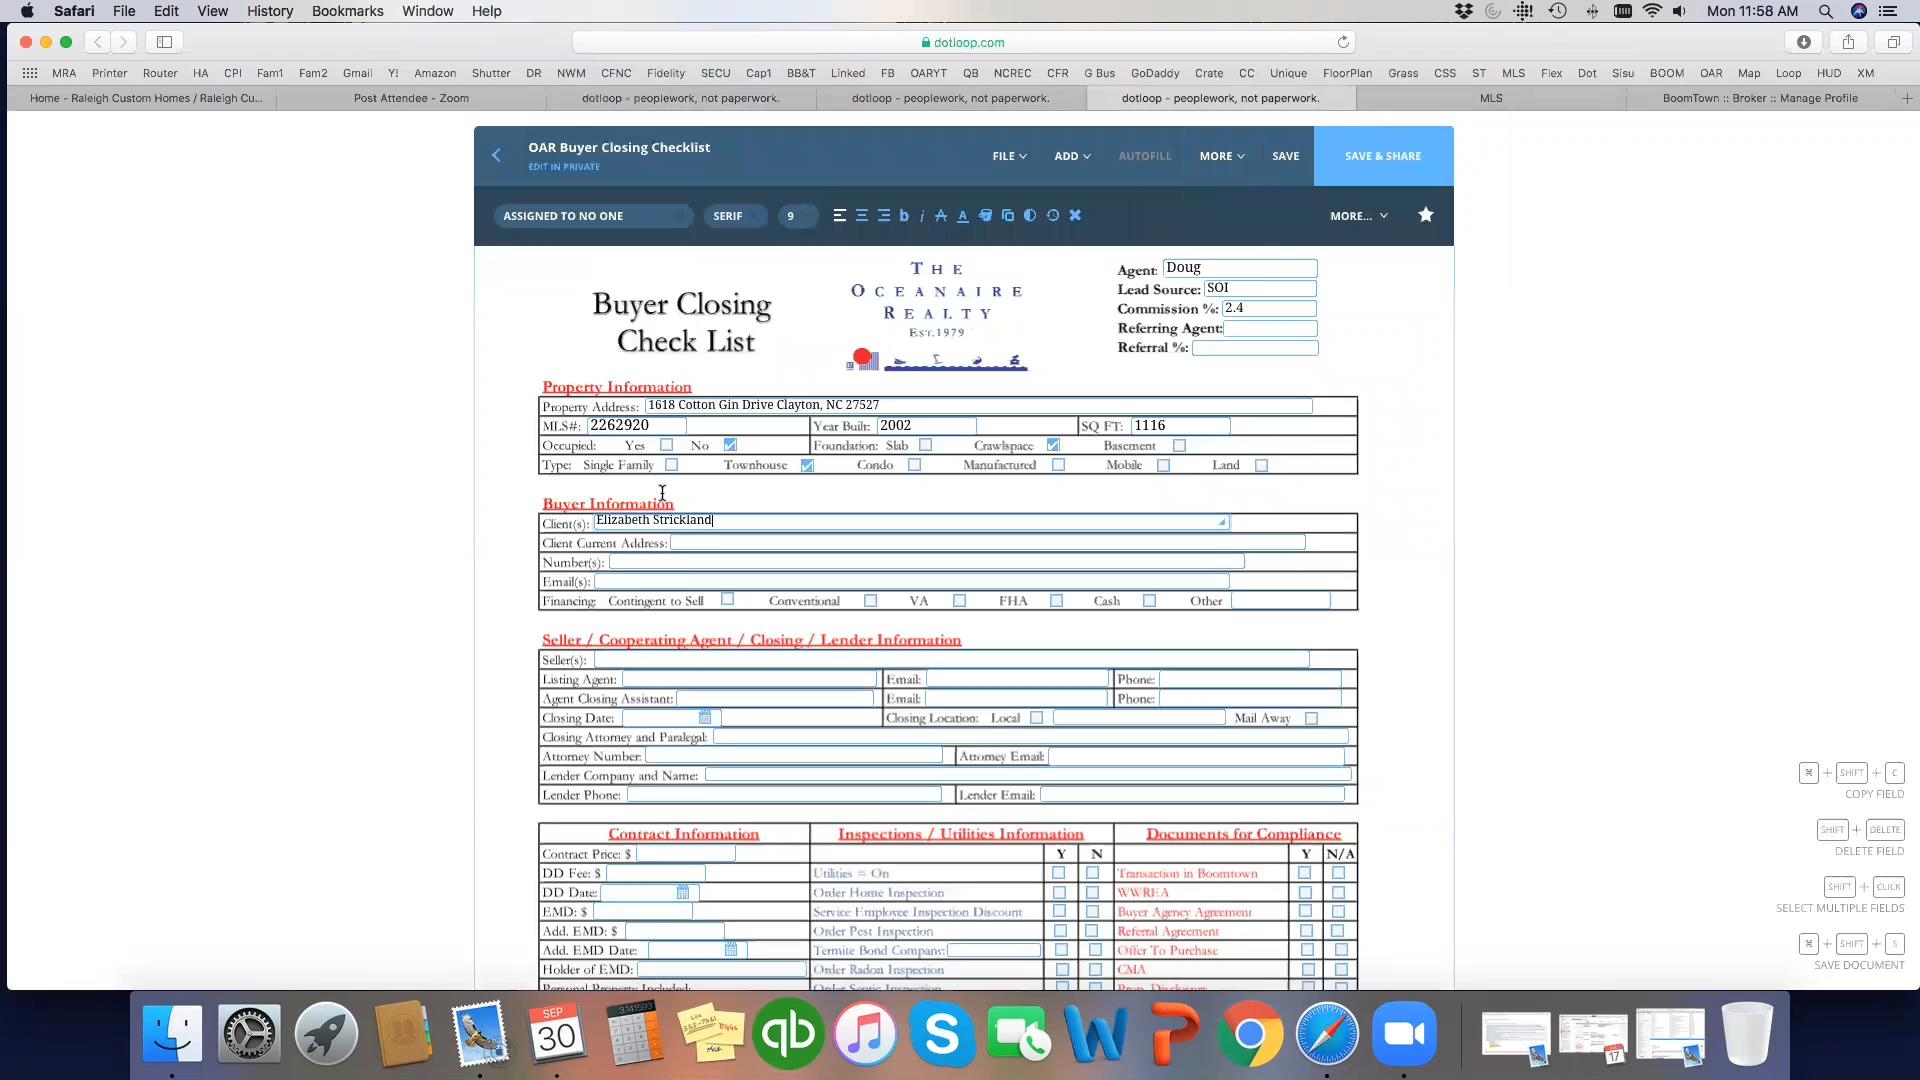 Safari File Edit View History Bookmarks Window Help Mon 11:58 AM
dotloop.com
MRA Printer Router HA CPI Fam1 Fam2 Gmail Y! Amazon Shutter DR NWM CFNC Fidelity SECU Cap1 BB&T Linked FB OARYT QB NCREC CFR G Bus GoDaddy Crate CC Unique FloorPlan Grass CSS ST MLS Flex Dot Sisu BOOM OAR Map Loop HUD XM
Home - Raleigh Custom Homes / Raleigh Cu... Post Attendee - Zoom dotloop - peoplework, not paperwork. dotloop - peoplework, not paperwork. dotloop - peoplework, not paperwork. MLS BoomTown :: Broker :: Manage Profile
OAR Buyer Closing Checklist
EDIT IN PRIVATE
FILE ADD AUTOFILL MORE SAVE SAVE & SHARE
ASSIGNED TO NO ONE SERIF 9 b i A A MORE...
Buyer Closing
Check List
THE
OCEANAIRE
REALTY
EST.1979
Agent: Doug
Lead Source: SOI
Commission %: 2.4
Referring Agent:
Referral %:
Property Information
Property Address: 1618 Cotton Gin Drive Clayton, NC 27527
MLS#: 2262920 Year Built: 2002 SQ FT: 1116
Occupied: Yes No Foundation: Slab Crawlspace Basement
Type: Single Family Townhouse Condo Manufactured Mobile Land
Buyer Information
Client(s): Elizabeth Strickland
Client Current Address:
Number(s):
Email(s):
Financing: Contingent to Sell Conventional VA FHA Cash Other
Seller / Cooperating Agent / Closing / Lender Information
Seller(s):
Listing Agent: Email: Phone:
Agent Closing Assistant: Email: Phone:
Closing Date: Closing Location: Local Mail Away
Closing Attorney and Paralegal:
Attorney Number: Attorney Email:
Lender Company and Name:
Lender Phone: Lender Email:
Contract Information Inspections / Utilities Information Documents for Compliance
Contract Price: $ Y N Y N/A
DD Fee: $ Utilities = On Transaction in Boomtown
DD Date: Order Home Inspection WWREA
EMD: $ Service Employee Inspection Discount Buyer Agency Agreement
Add. EMD: $ Order Pest Inspection Referral Agreement
Add. EMD Date: Termite Bond Company: Offer To Purchase
Holder of EMD: Order Radon Inspection CMA
Personal Property Included: Order Septic Inspection Prop. Disclosure
⌘ + SHIFT + C
COPY FIELD
SHIFT + DELETE
DELETE FIELD
SHIFT + CLICK
SELECT MULTIPLE FIELDS
⌘ + SHIFT + S
SAVE DOCUMENT
SEP
30
3.141593
17